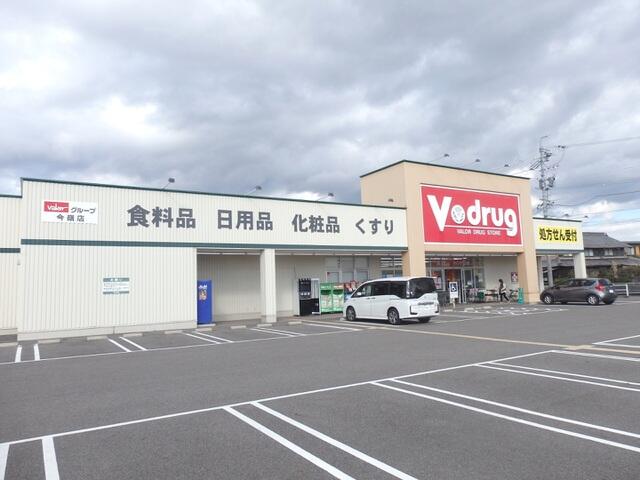 Valor グループ
今嶺店
食料品 日用品 化粧品 くすり
V drug
VALOR DRUG STORE
処方せん受付